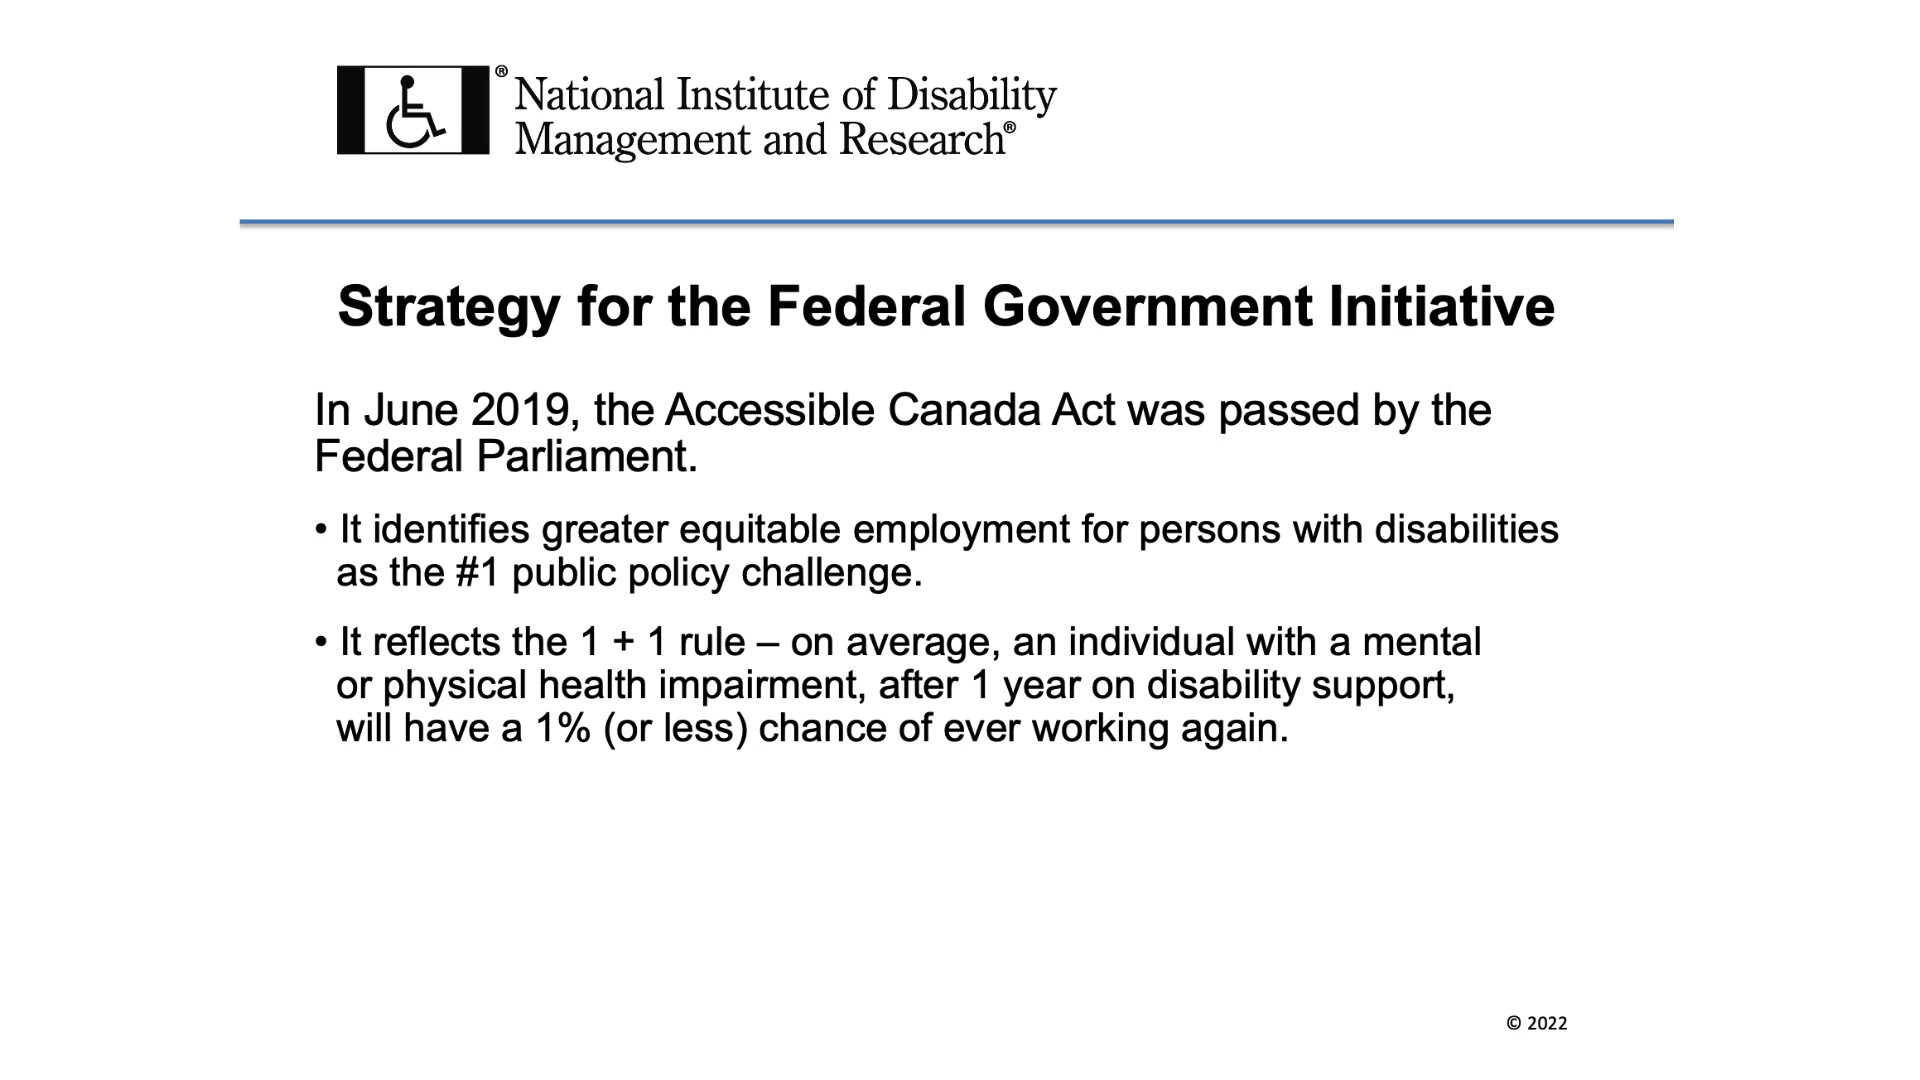 ® National Institute of Disability
Management and Research®
Strategy for the Federal Government Initiative
In June 2019, the Accessible Canada Act was passed by the
Federal Parliament.
• It identifies greater equitable employment for persons with disabilities
as the #1 public policy challenge.
• It reflects the 1 + 1 rule – on average, an individual with a mental
or physical health impairment, after 1 year on disability support,
will have a 1% (or less) chance of ever working again.
© 2022